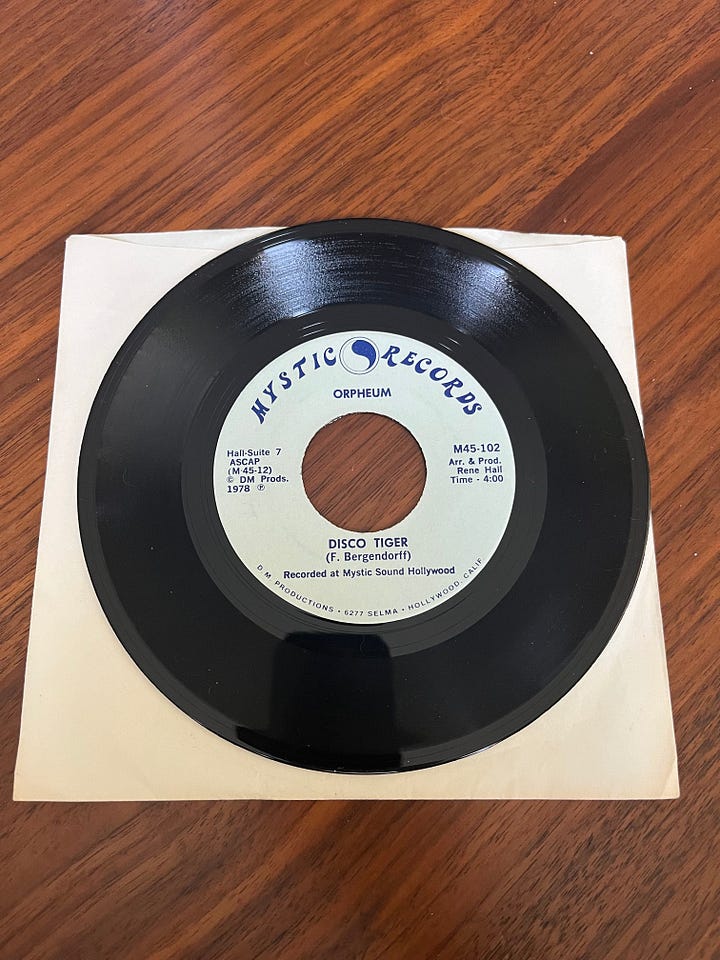 MYSTIC RECORDS
ORPHEUM
Hall-Suite 7
ASCAP
(M-45-12)
© DM Prods.
1978 ℗
M45-102
Arr. & Prod.
Rene Hall
Time - 4:00
DISCO TIGER
(F. Bergendorff)
Recorded at Mystic Sound Hollywood
D.M. PRODUCTIONS • 6277 SELMA • HOLLYWOOD, CALIF